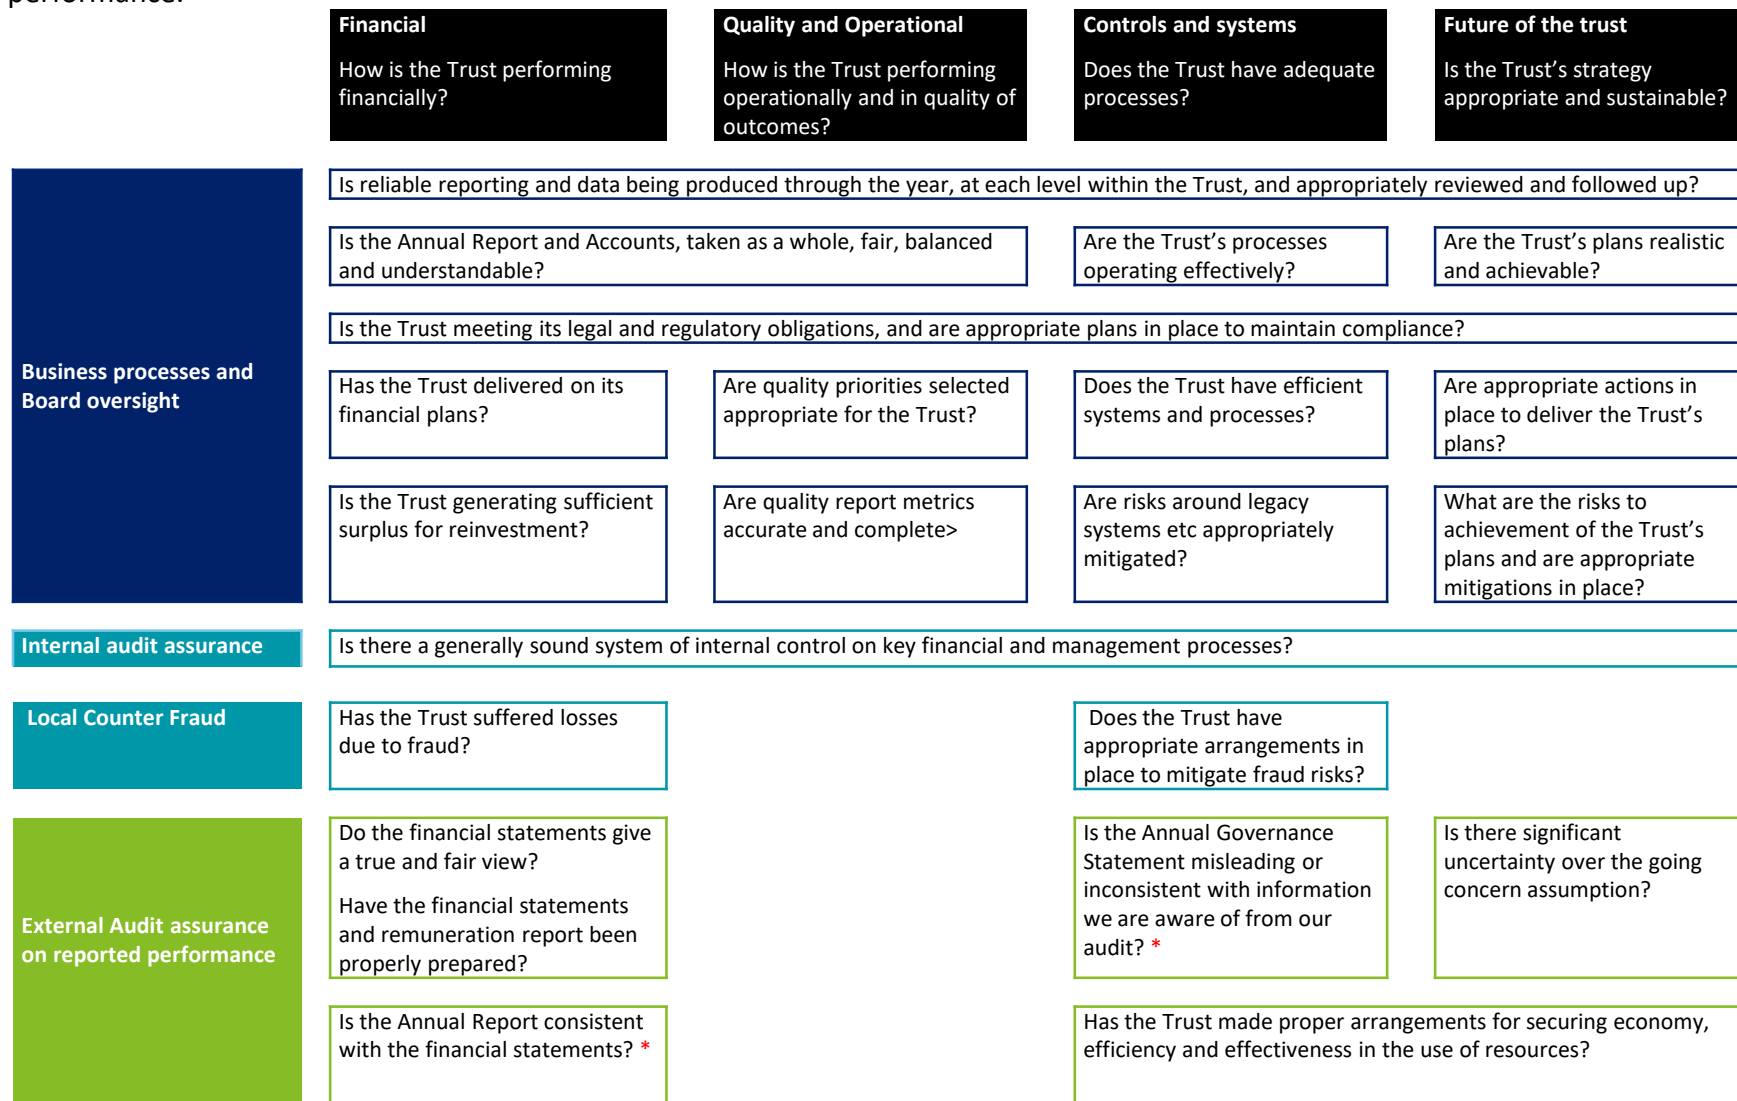 performance.
Financial
How is the Trust performing
financially?
Quality and Operational
How is the Trust performing
operationally and in quality of
outcomes?
Controls and systems
Does the Trust have adequate
processes?
Future of the trust
Is the Trust's strategy
appropriate and sustainable?
Business processes and
Board oversight
Is reliable reporting and data being produced through the year, at each level within the Trust, and appropriately reviewed and followed up?
Is the Annual Report and Accounts, taken as a whole, fair, balanced
and understandable?
Are the Trust's processes
operating effectively?
Are the Trust's plans realistic
and achievable?
Is the Trust meeting its legal and regulatory obligations, and are appropriate plans in place to maintain compliance?
Has the Trust delivered on its
financial plans?
Are quality priorities selected
appropriate for the Trust?
Does the Trust have efficient
systems and processes?
Are appropriate actions in
place to deliver the Trust's
plans?
Is the Trust generating sufficient
surplus for reinvestment?
Are quality report metrics
accurate and complete>
Are risks around legacy
systems etc appropriately
mitigated?
What are the risks to
achievement of the Trust's
plans and are appropriate
mitigations in place?
Internal audit assurance
Is there a generally sound system of internal control on key financial and management processes?
Local Counter Fraud
Has the Trust suffered losses
due to fraud?
Does the Trust have
appropriate arrangements in
place to mitigate fraud risks?
External Audit assurance
on reported performance
Do the financial statements give
a true and fair view?
Have the financial statements
and remuneration report been
properly prepared?
Is the Annual Governance
Statement misleading or
inconsistent with information
we are aware of from our
audit? *
Is there significant
uncertainty over the going
concern assumption?
Is the Annual Report consistent
with the financial statements? *
Has the Trust made proper arrangements for securing economy,
efficiency and effectiveness in the use of resources?